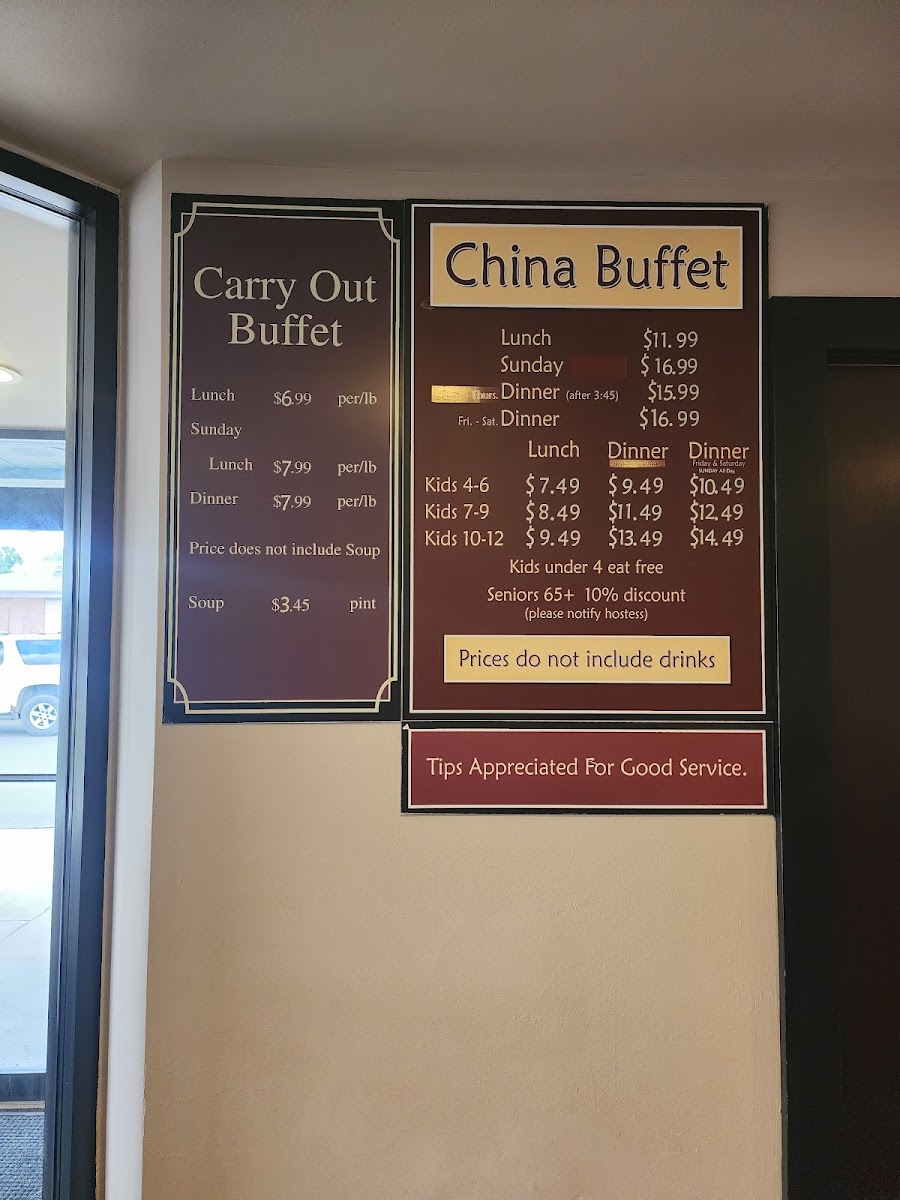 Carry Out
Buffet
Lunch $6.99 per/lb
Sunday
Lunch $7.99 per/lb
Dinner $7.99 per/lb
Price does not include Soup
Soup $3.45 pint
China Buffet
Lunch $11.99
Sunday $16.99
Thurs. Dinner (after 3:45) $15.99
Fri. - Sat. Dinner $16.99
Lunch Dinner Dinner
Friday & Saturday
SUNDAY All Day
Kids 4-6 $7.49 $9.49 $10.49
Kids 7-9 $8.49 $11.49 $12.49
Kids 10-12 $9.49 $13.49 $14.49
Kids under 4 eat free
Seniors 65+ 10% discount
(please notify hostess)
Prices do not include drinks
Tips Appreciated For Good Service.